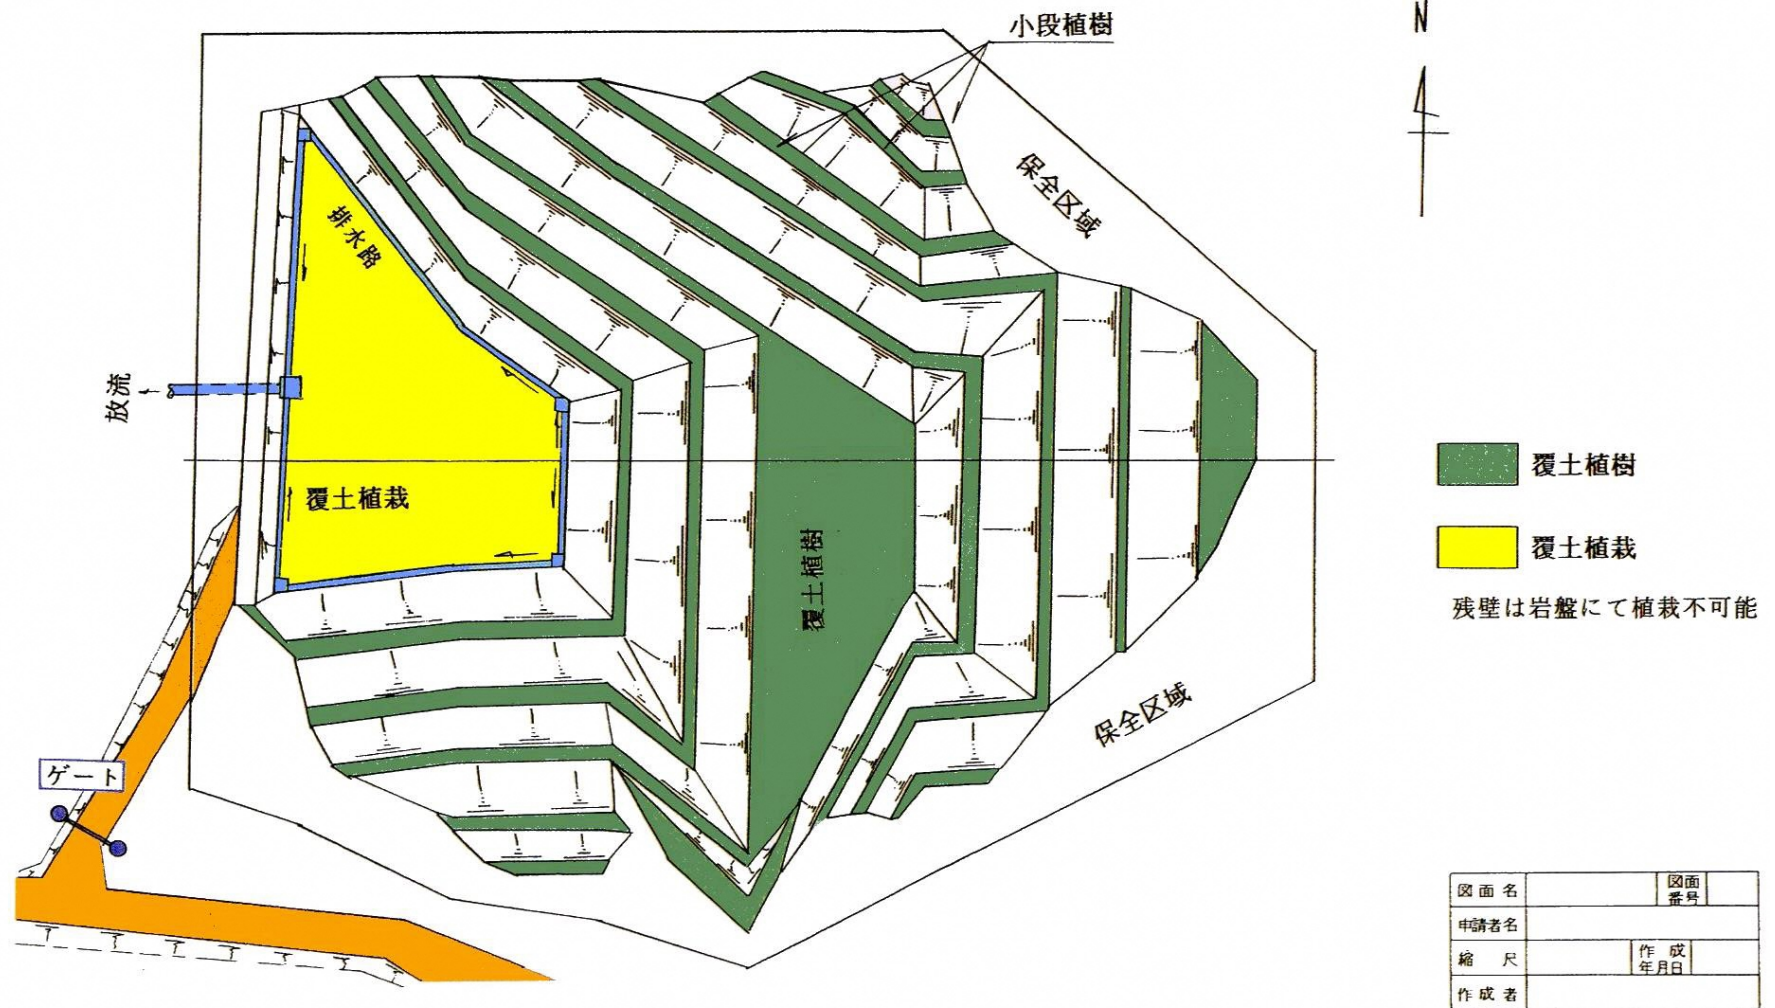 小段植樹
N
保全区域
排水路
放流
覆土植栽
覆土植樹
保全区域
ゲート
覆土植樹
覆土植栽
残壁は岩盤にて植栽不可能
図面名
図面番号
申請者名
縮尺
作成年月日
作成者